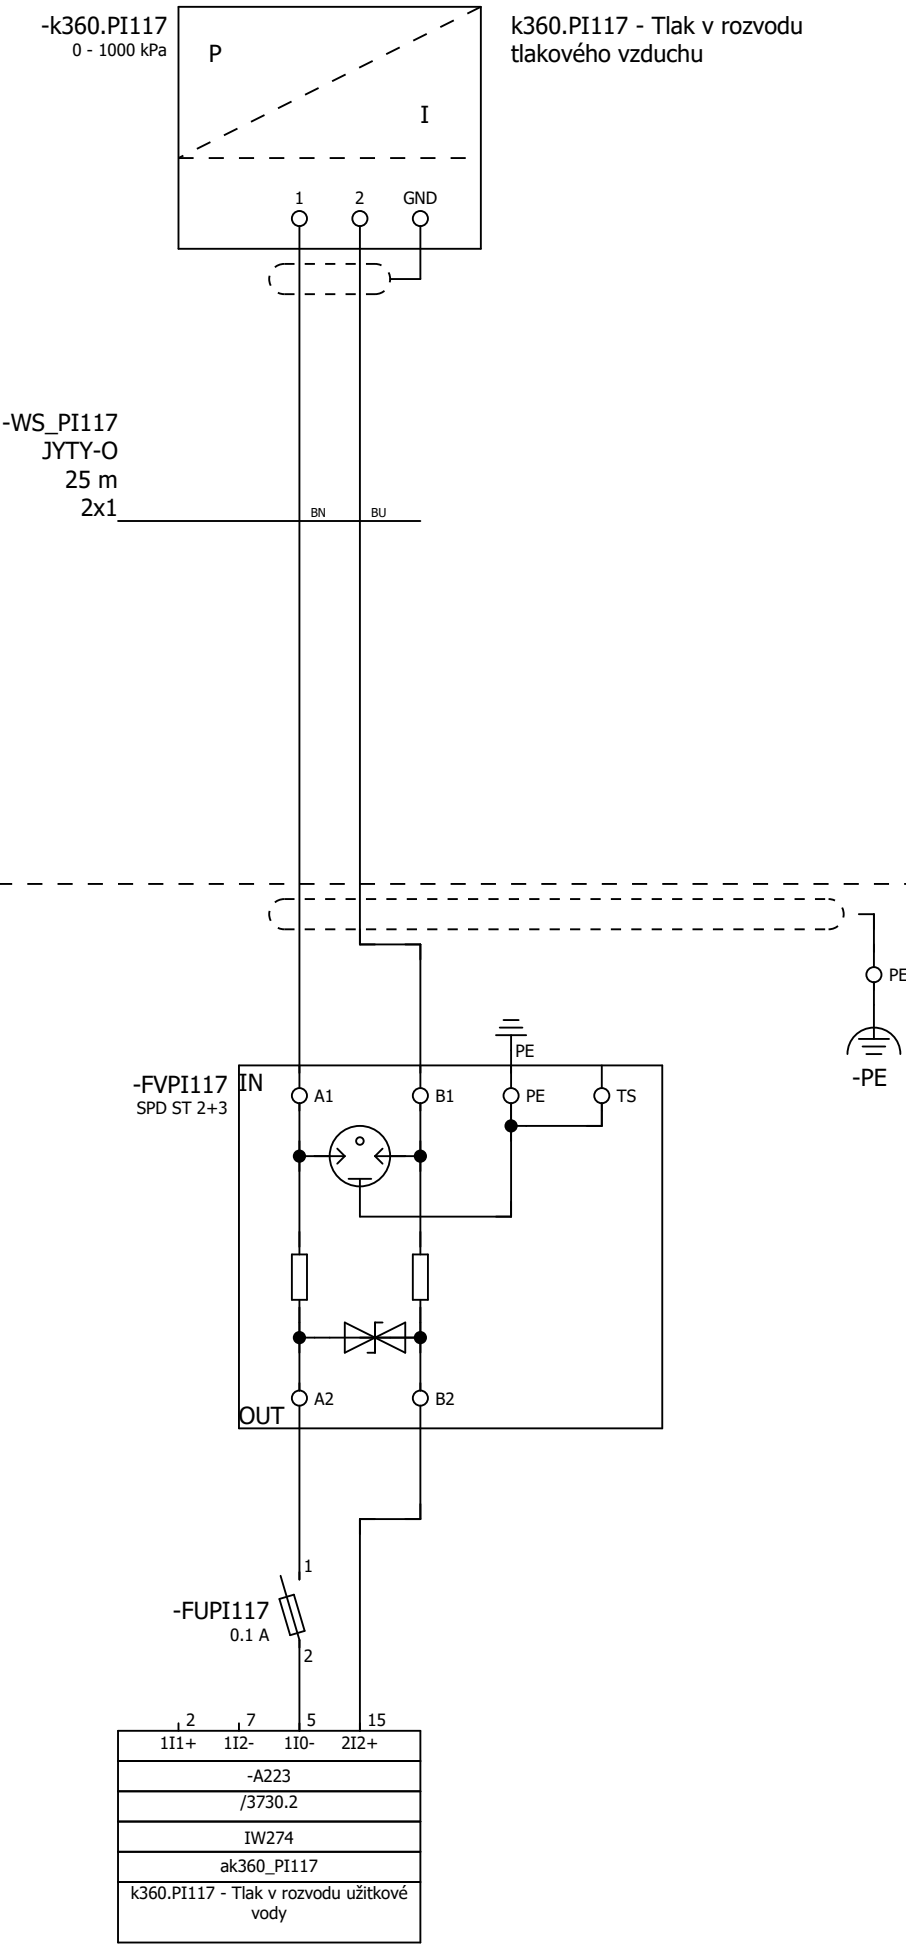 -k360.PI117
0 - 1000 kPa
k360.PI117 - Tlak v rozvodu
tlakového vzduchu
P
I
1
2
GND
-WS_PI117
JYTY-O
25 m
2x1
BN
BU
PE
-PE
PE
-FVPI117
SPD ST 2+3
IN
A1
B1
PE
TS
A2
B2
OUT
1
-FUPI117
0.1 A
2
2
7
5
15
1I1+
1I2-
1I0-
2I2+
-A223
/3730.2
IW274
ak360_PI117
k360.PI117 - Tlak v rozvodu užitkové
vody